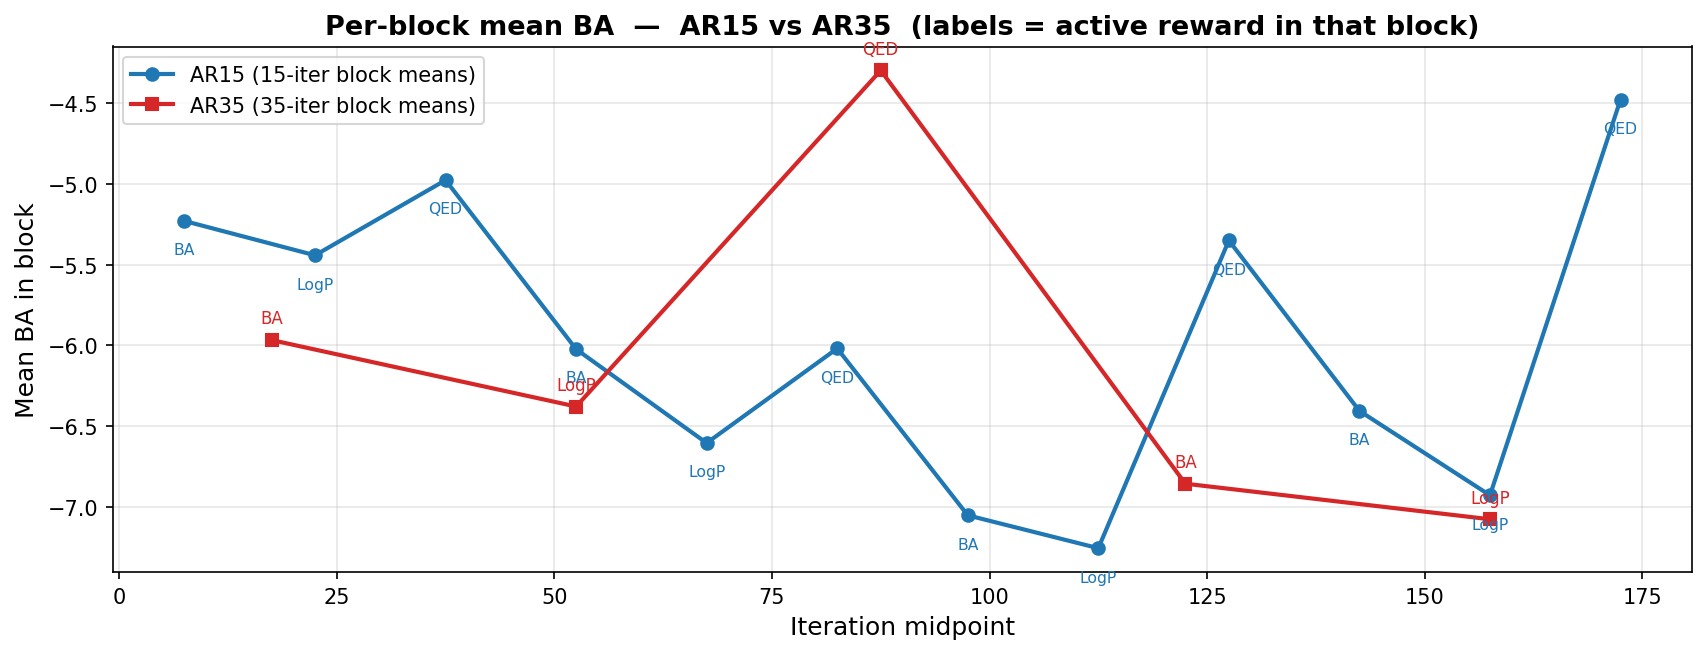 Per-block mean BA — AR15 vs AR35 (labels = active reward in that block)
AR15 (15-iter block means)
AR35 (35-iter block means)
Mean BA in block
−4.5
−5.0
−5.5
−6.0
−6.5
−7.0
QED
QED
QED
BA
LogP
QED
BA
BA
LogP
QED
BA
BA
LogP
BA
LogP
LogP
BA
LogP
0
25
50
75
100
125
150
175
Iteration midpoint